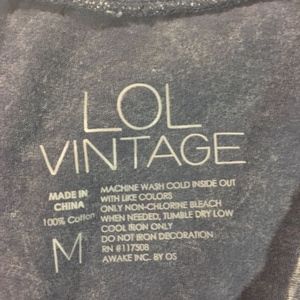 LOL
VINTAGE
MADE IN
CHINA
100% Cotton
M
MACHINE WASH COLD INSIDE OUT
WITH LIKE COLORS
ONLY NON-CHLORINE BLEACH
WHEN NEEDED, TUMBLE DRY LOW
COOL IRON ONLY
DO NOT IRON DECORATION
RN #117508
AWAKE INC. BY OS